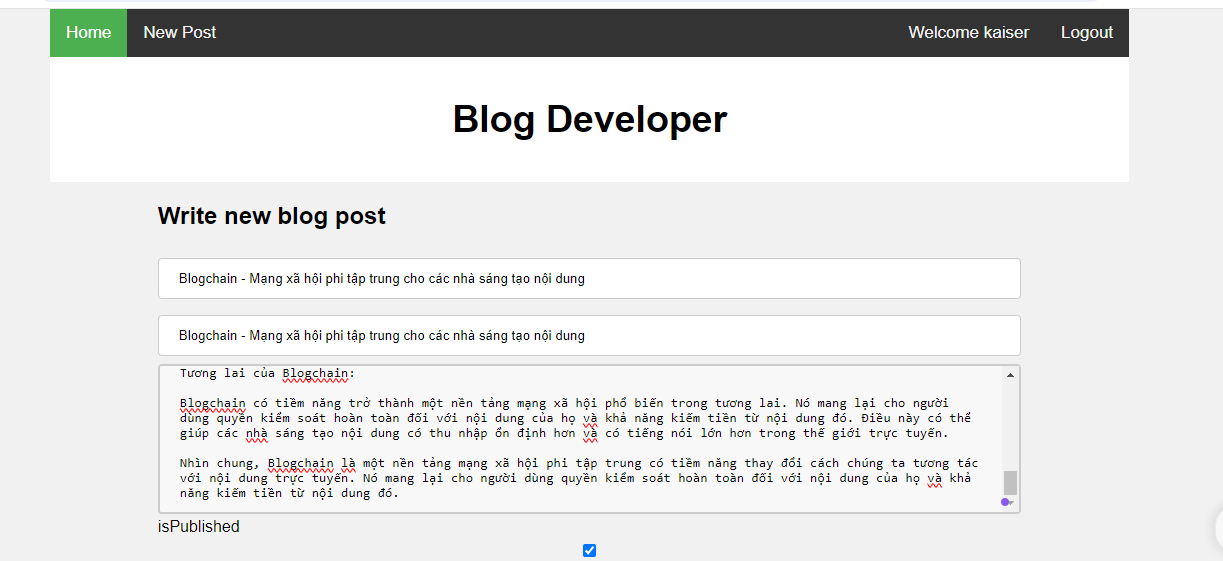 Home New Post Welcome kaiser Logout
Blog Developer
Write new blog post
Blogchain - Mạng xã hội phi tập trung cho các nhà sáng tạo nội dung
Blogchain - Mạng xã hội phi tập trung cho các nhà sáng tạo nội dung
Tương lai của Blogchain:
Blogchain có tiềm năng trở thành một nền tảng mạng xã hội phổ biến trong tương lai. Nó mang lại cho người
dùng quyền kiểm soát hoàn toàn đối với nội dung của họ và khả năng kiếm tiền từ nội dung đó. Điều này có thể
giúp các nhà sáng tạo nội dung có thu nhập ổn định hơn và có tiếng nói lớn hơn trong thế giới trực tuyến.
Nhìn chung, Blogchain là một nền tảng mạng xã hội phi tập trung có tiềm năng thay đổi cách chúng ta tương tác
với nội dung trực tuyến. Nó mang lại cho người dùng quyền kiểm soát hoàn toàn đối với nội dung của họ và khả
năng kiếm tiền từ nội dung đó.
isPublished